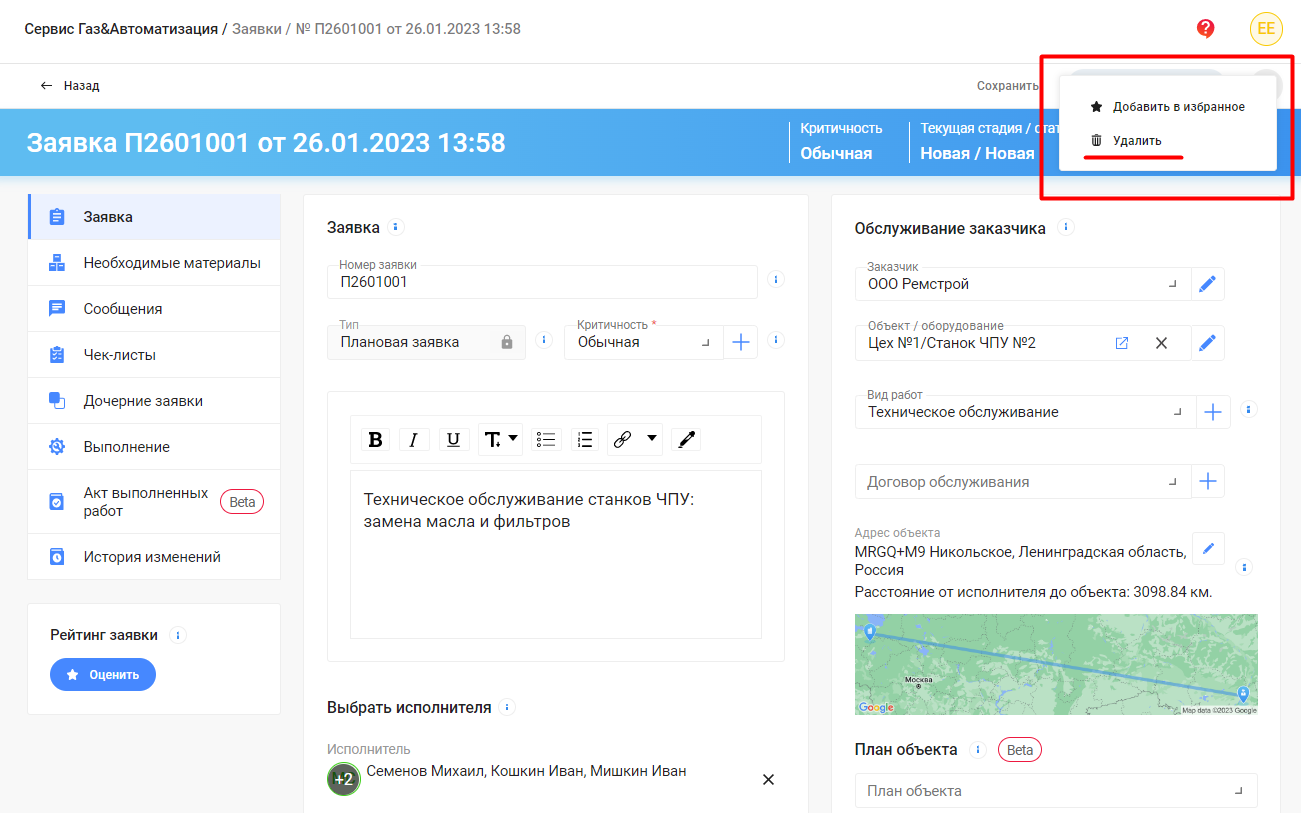 Сервис Газ&Автоматизация / Заявки / № П2601001 от 26.01.2023 13:58
EE
Назад
Сохранить
Добавить в избранное
Удалить
Заявка П2601001 от 26.01.2023 13:58
Критичность
Обычная
Текущая стадия / стат
Новая / Новая
Заявка
Необходимые материалы
Сообщения
Чек-листы
Дочерние заявки
Выполнение
Акт выполненных
работ
Beta
История изменений
Рейтинг заявки
Оценить
Заявка
Номер заявки
П2601001
Тип
Плановая заявка
Критичность *
Обычная
B I U T
Техническое обслуживание станков ЧПУ:
замена масла и фильтров
Выбрать исполнителя
Исполнитель
+2
Семенов Михаил, Кошкин Иван, Мишкин Иван
Обслуживание заказчика
Заказчик
ООО Ремстрой
Объект / оборудование
Цех №1/Станок ЧПУ №2
Вид работ
Техническое обслуживание
Договор обслуживания
Адрес объекта
MRGQ+M9 Никольское, Ленинградская область,
Россия
Расстояние от исполнителя до объекта: 3098.84 км.
Москва
Google
Map data ©2023 Google
План объекта
Beta
План объекта